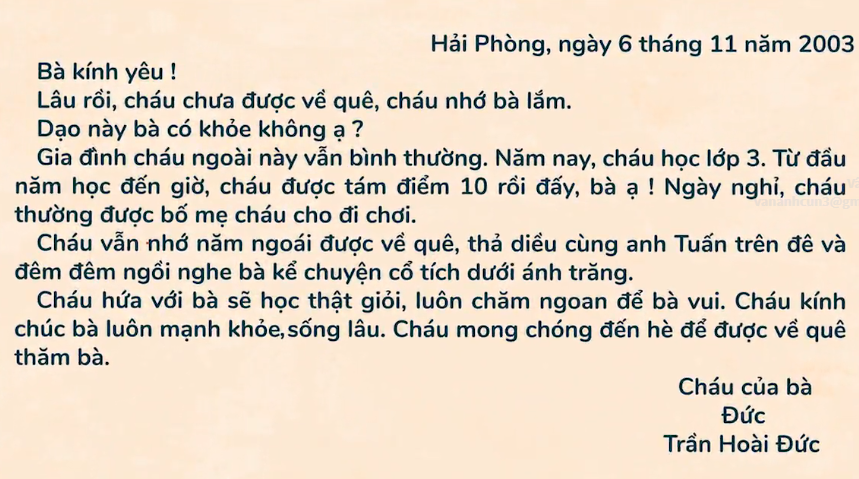 Hải Phòng, ngày 6 tháng 11 năm 2003
Bà kính yêu !
Lâu rồi, cháu chưa được về quê, cháu nhớ bà lắm.
Dạo này bà có khỏe không ạ ?
Gia đình cháu ngoài này vẫn bình thường. Năm nay, cháu học lớp 3. Từ đầu
năm học đến giờ, cháu được tám điểm 10 rồi đấy, bà ạ ! Ngày nghỉ, cháu
thường được bố mẹ cháu cho đi chơi.
Cháu vẫn nhớ năm ngoái được về quê, thả diều cùng anh Tuấn trên đê và
đêm đêm ngồi nghe bà kể chuyện cổ tích dưới ánh trăng.
Cháu hứa với bà sẽ học thật giỏi, luôn chăm ngoan để bà vui. Cháu kính
chúc bà luôn mạnh khỏe,sống lâu. Cháu mong chóng đến hè để được về quê
thăm bà.
Cháu của bà
Đức
Trần Hoài Đức